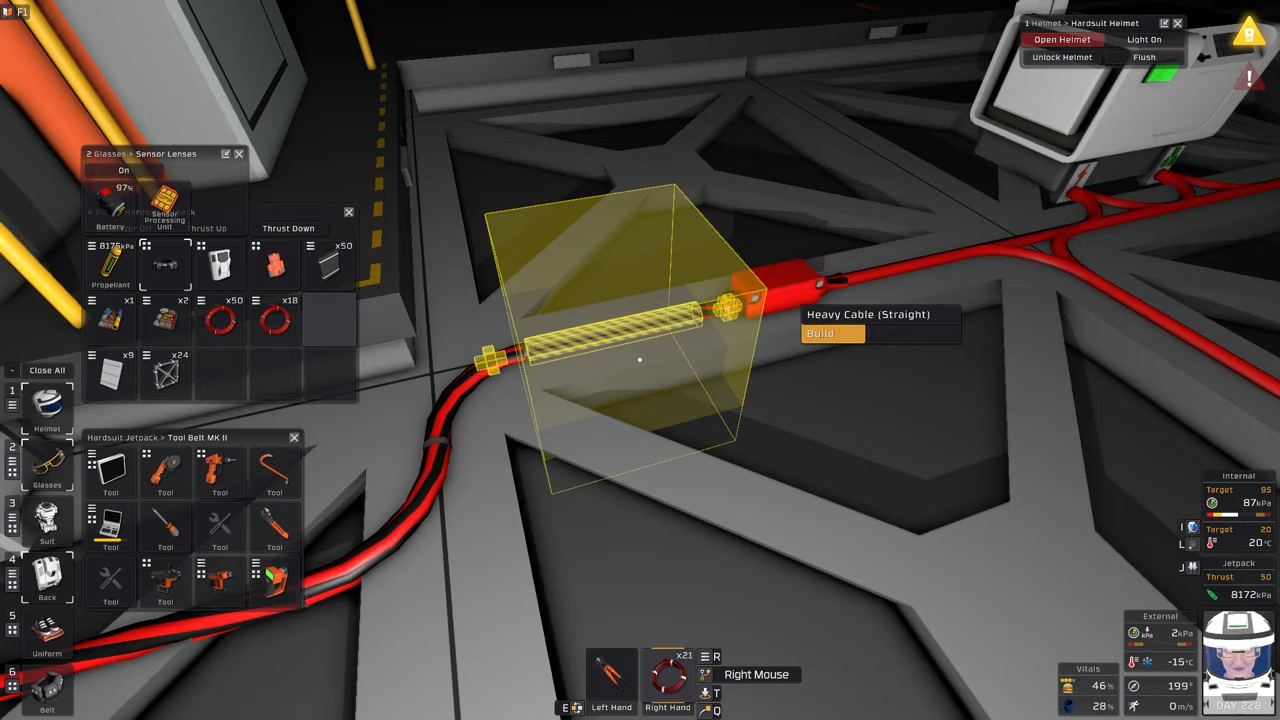 F1
1 Helmet > Hardsuit Helmet
Open Helmet
Light On
Unlock Helmet
Flush
2 Glasses > Sensor Lenses
On
97%
Battery
Sensor Processing Unit
Thrust Up
Thrust Down
8175kPa
Propellant
x50
x1
x2
x50
x18
x9
x24
Heavy Cable (Straight)
Build
Close All
1
Helmet
2
Glasses
3
Suit
4
Back
5
Uniform
6
Belt
Hardsuit Jetpack > Tool Belt MK II
Tool
Tool
Tool
Tool
Tool
Tool
Tool
Tool
Tool
Tool
x21
R
T
Q
E
Left Hand
Right Hand
Right Mouse
Internal
Target 95
87kPa
Target 20
20°C
I
L
J
Jetpack
Thrust 50
8172kPa
External
kPa
2kPa
-15°C
199°
0m/s
Vitals
46%
28%
DAY 228